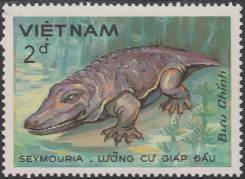 VIETNAM
2đ
Bưu Chính
SEYMOURIA - LƯỠNG CƯ GIÁP ĐẦU